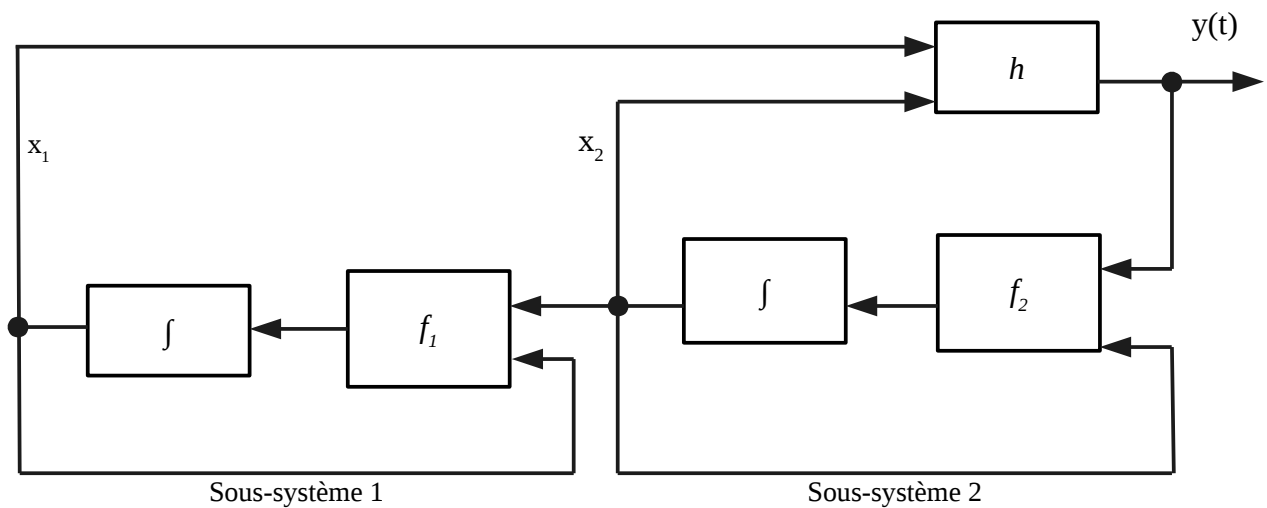 y(t)
h
x₁
x₂
∫
f₁
∫
f₂
Sous-système 1
Sous-système 2